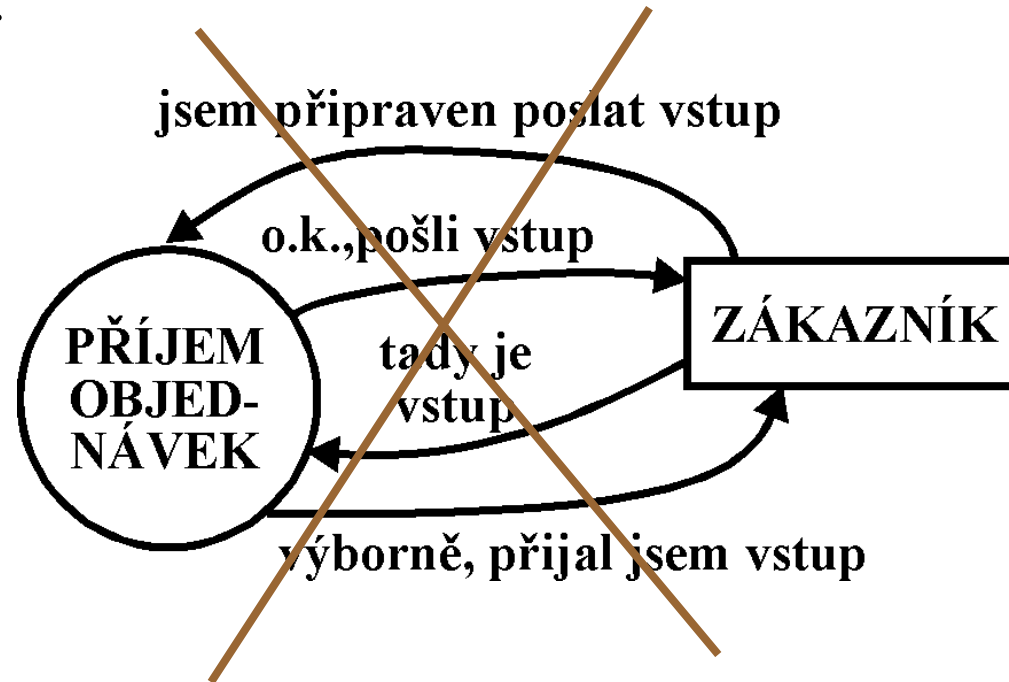 jsem připraven poslat vstup
o.k.,pošli vstup
PŘÍJEM
OBJED-
NÁVEK
tady je
vstup
ZÁKAZNÍK
výborně, přijal jsem vstup